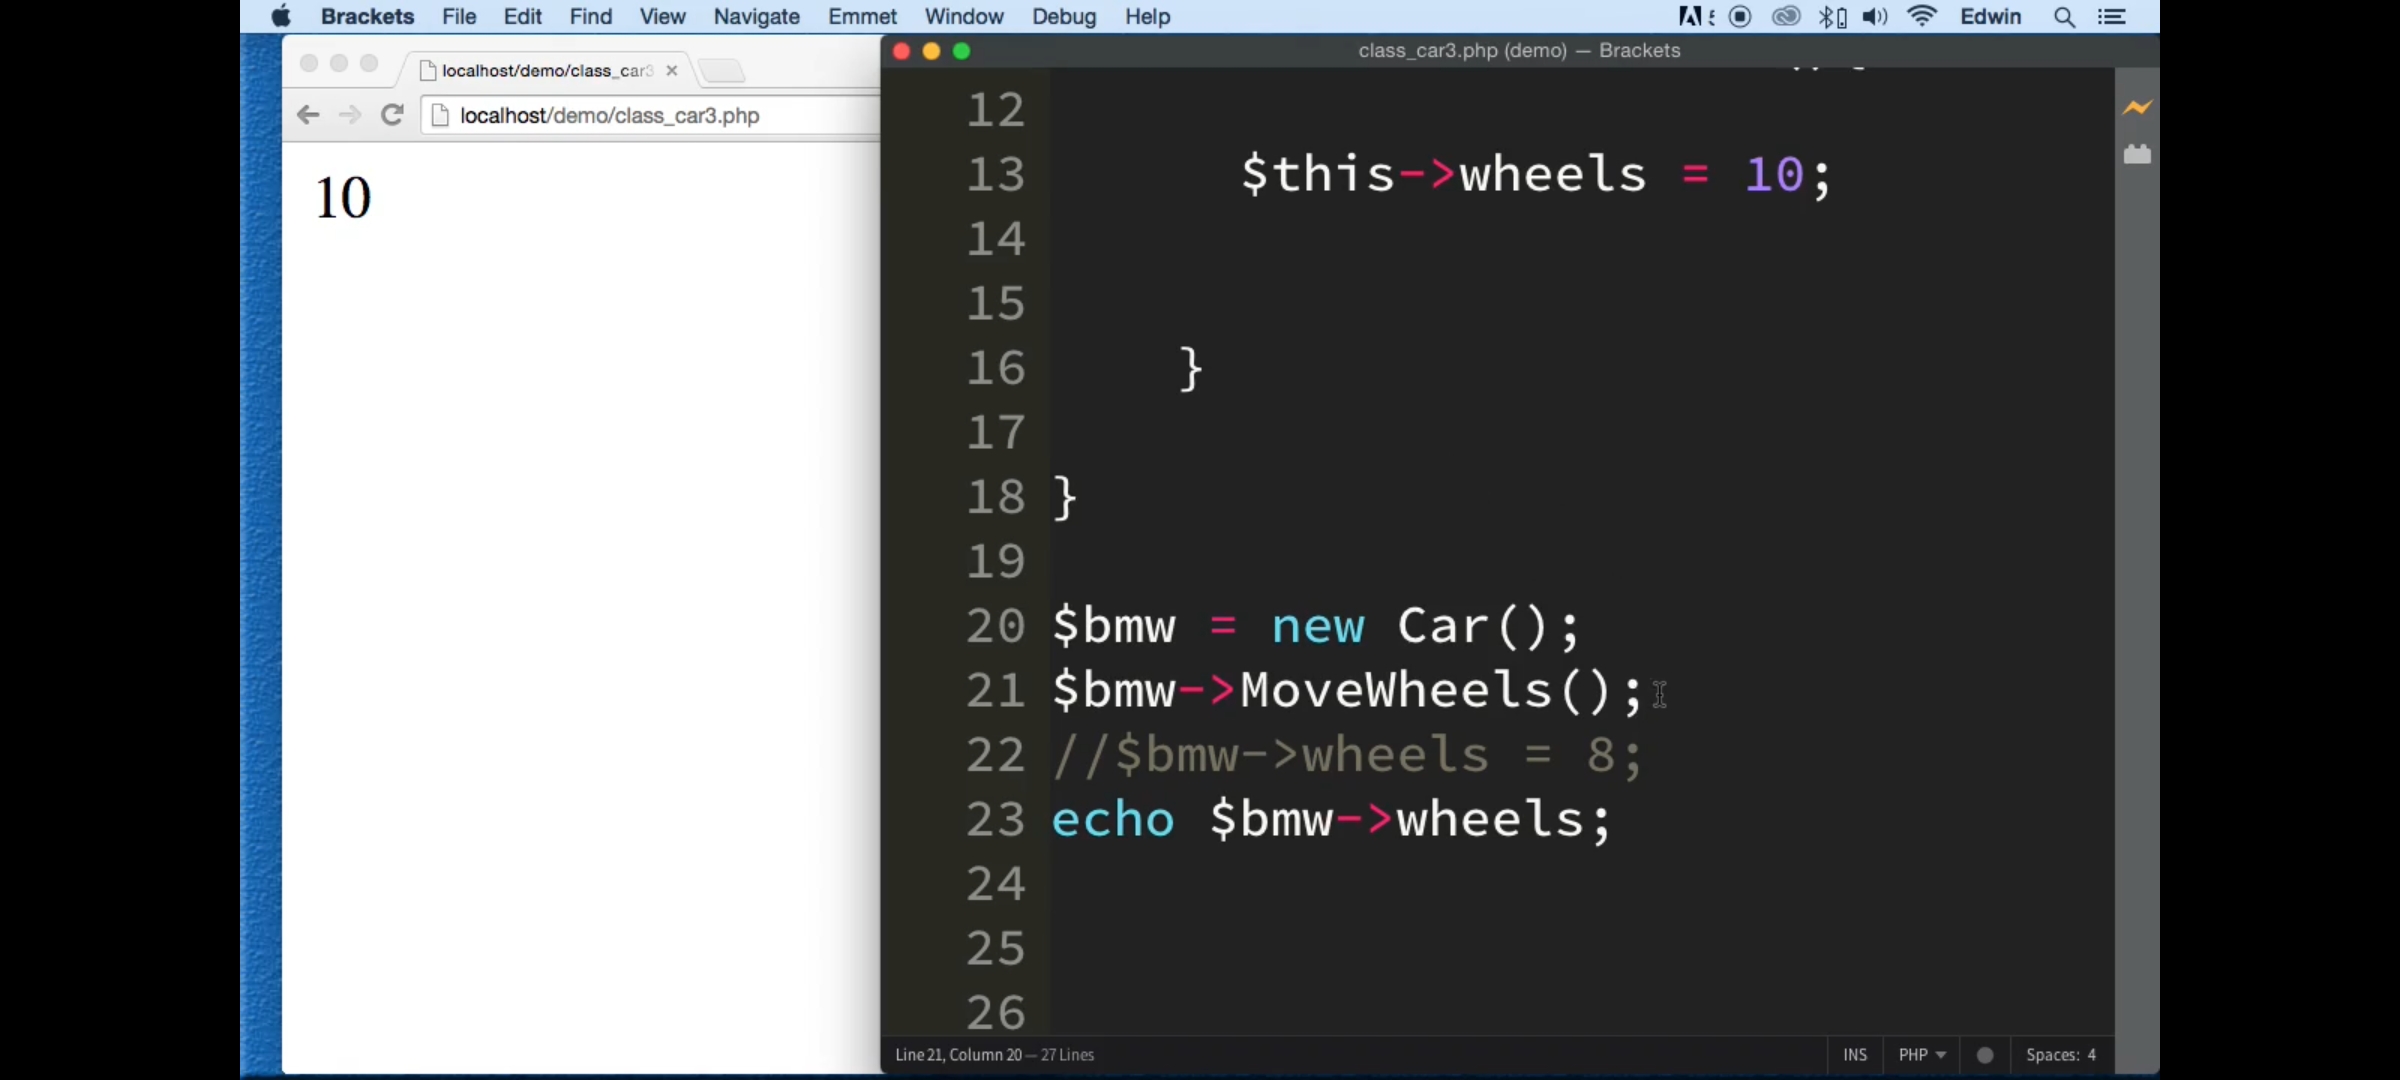 Brackets File Edit Find View Navigate Emmet Window Debug Help Edwin
localhost/demo/class_car3
localhost/demo/class_car3.php
10
class_car3.php (demo) — Brackets
12
13 $this->wheels = 10;
14
15
16 }
17
18 }
19
20 $bmw = new Car();
21 $bmw->MoveWheels();
22 //$bmw->wheels = 8;
23 echo $bmw->wheels;
24
25
26
Line 21, Column 20 — 27 Lines INS PHP Spaces: 4